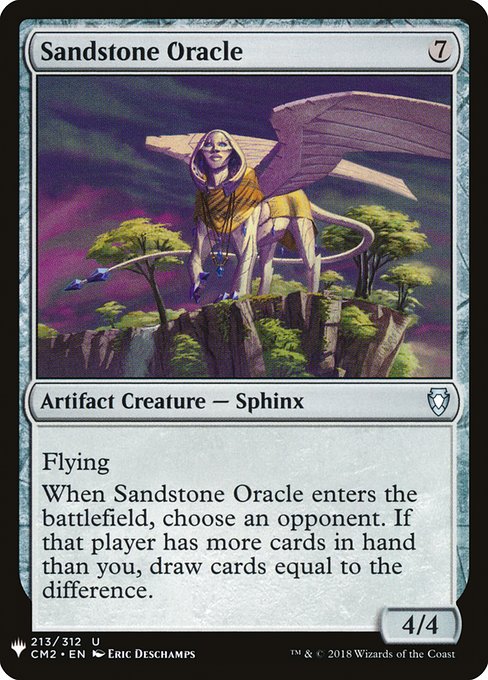 Sandstone Oracle 7
Artifact Creature — Sphinx
Flying
When Sandstone Oracle enters the
battlefield, choose an opponent. If
that player has more cards in hand
than you, draw cards equal to the
difference.
4/4
213/312 U
CM2 • EN Eric Deschamps
™ & © 2018 Wizards of the Coast